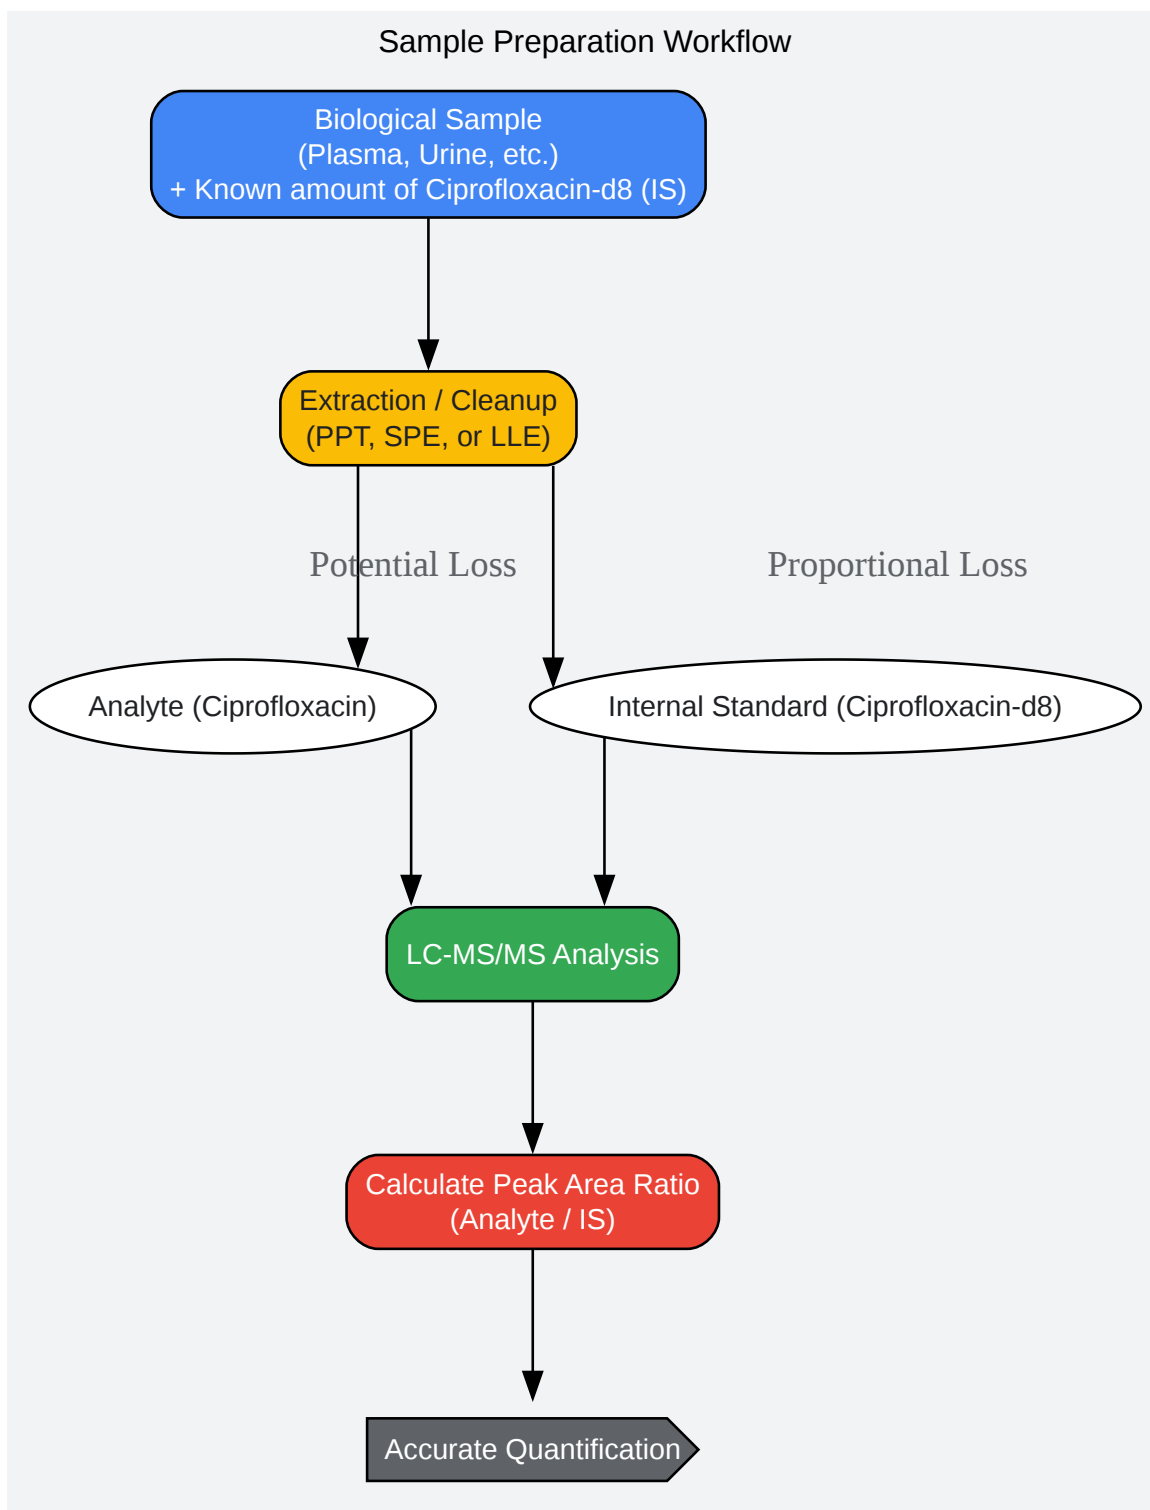 Sample Preparation Workflow
Biological Sample
(Plasma, Urine, etc.)
+ Known amount of Ciprofloxacin-d8 (IS)
Extraction / Cleanup
(PPT, SPE, or LLE)
Potential Loss
Proportional Loss
Analyte (Ciprofloxacin)
Internal Standard (Ciprofloxacin-d8)
LC-MS/MS Analysis
Calculate Peak Area Ratio
(Analyte / IS)
Accurate Quantification